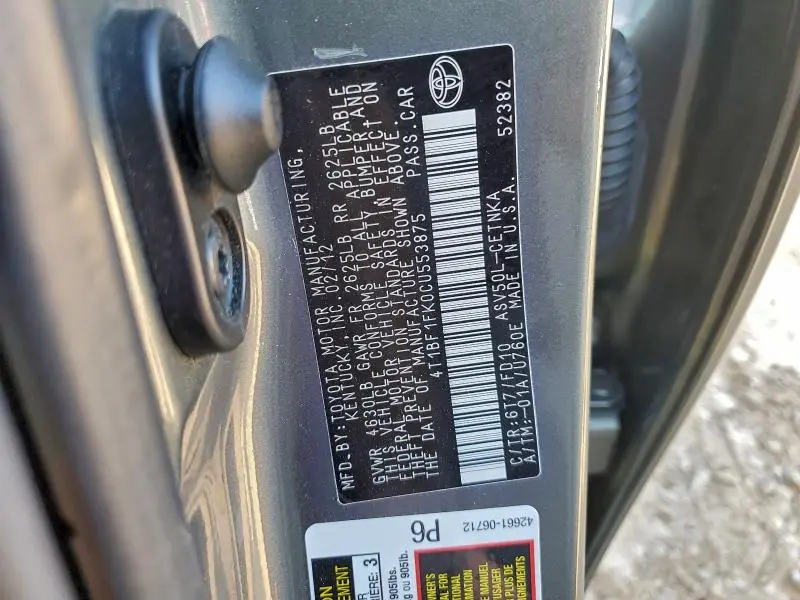 MFD.BY:TOYOTA MOTOR MANUFACTURING,
KENTUCKY, INC. 02/12
GVWR 4630LB GAWR FR 2625LB RR 2625LB
THIS VEHICLE CONFORMS TO ALL APPLICABLE
FEDERAL MOTOR VEHICLE SAFETY, BUMPER AND
THEFT PREVENTION STANDARDS IN EFFECT ON
THE DATE OF MANUFACTURE SHOWN ABOVE.
4T1BF1FK0CU553875 PASS.CAR
C/TR:6T7/FD10 ASV50L-CETNKA
A/TM:-01A/U760E MADE IN U.S.A. 52382
P6
42661-06712